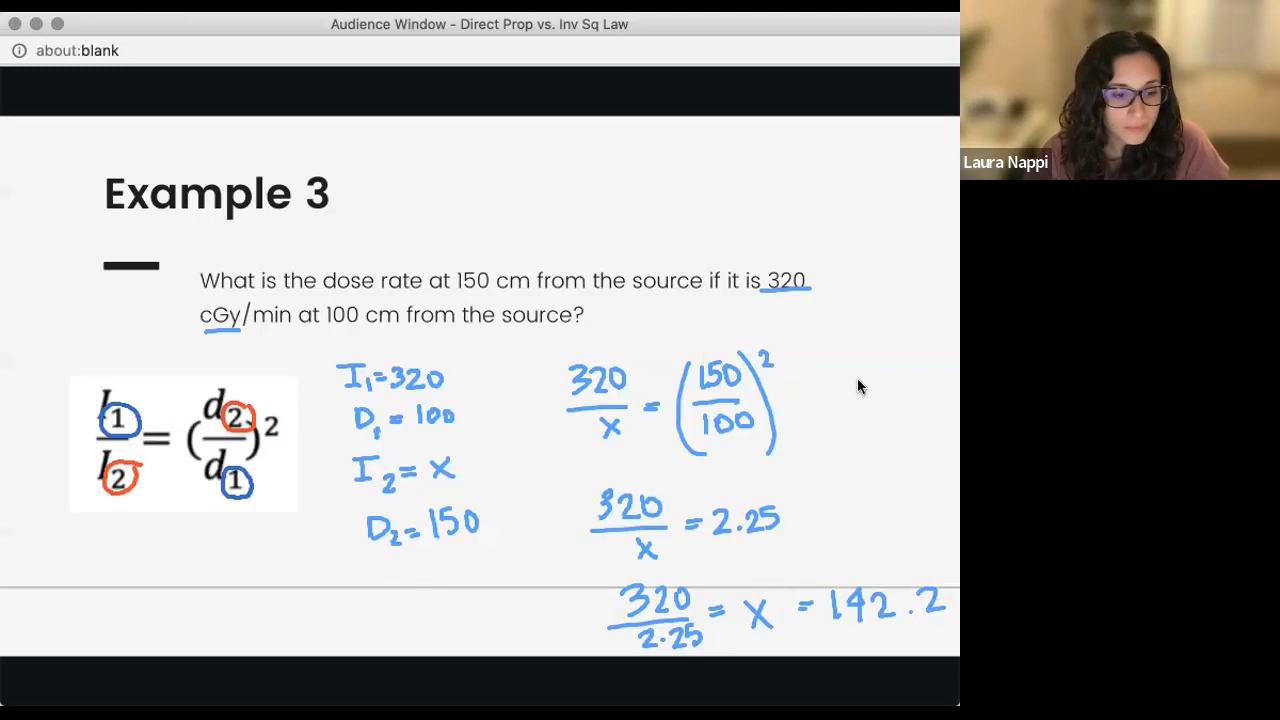 Audience Window - Direct Prop vs. Inv Sq Law
about:blank
Laura Nappi
Example 3
What is the dose rate at 150 cm from the source if it is 320
cGy/min at 100 cm from the source?
I1/I2 = (d2/d1)²
I1=320
D1 = 100
I2 = x
D2=150
320/x = (150/100)²
320/x = 2.25
320/2.25 = x = 142.2